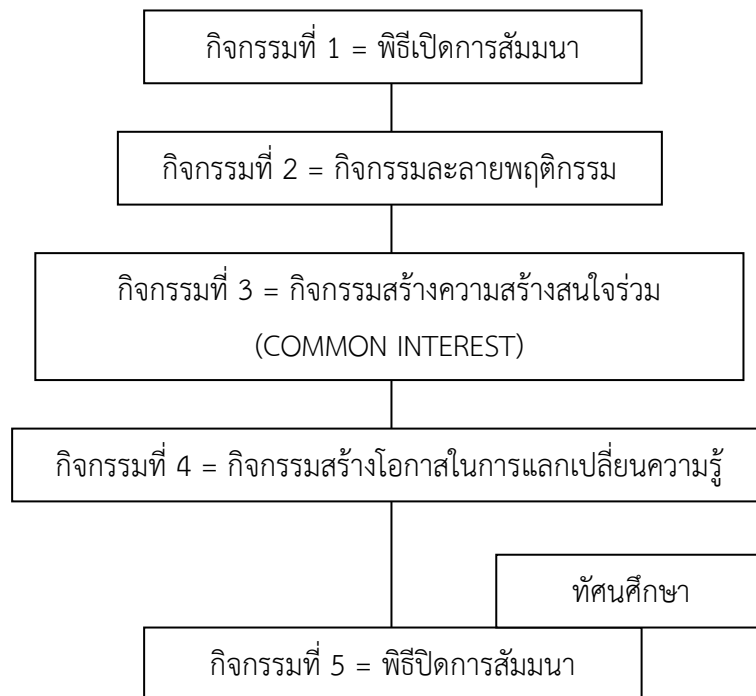 กิจกรรมที่ 1 = พิธีเปิดการสัมมนา
กิจกรรมที่ 2 = กิจกรรมละลายพฤติกรรม
กิจกรรมที่ 3 = กิจกรรมสร้างความสร้างสนใจร่วม
(COMMON INTEREST)
กิจกรรมที่ 4 = กิจกรรมสร้างโอกาสในการแลกเปลี่ยนความรู้
ทัศนศึกษา
กิจกรรมที่ 5 = พิธีปิดการสัมมนา